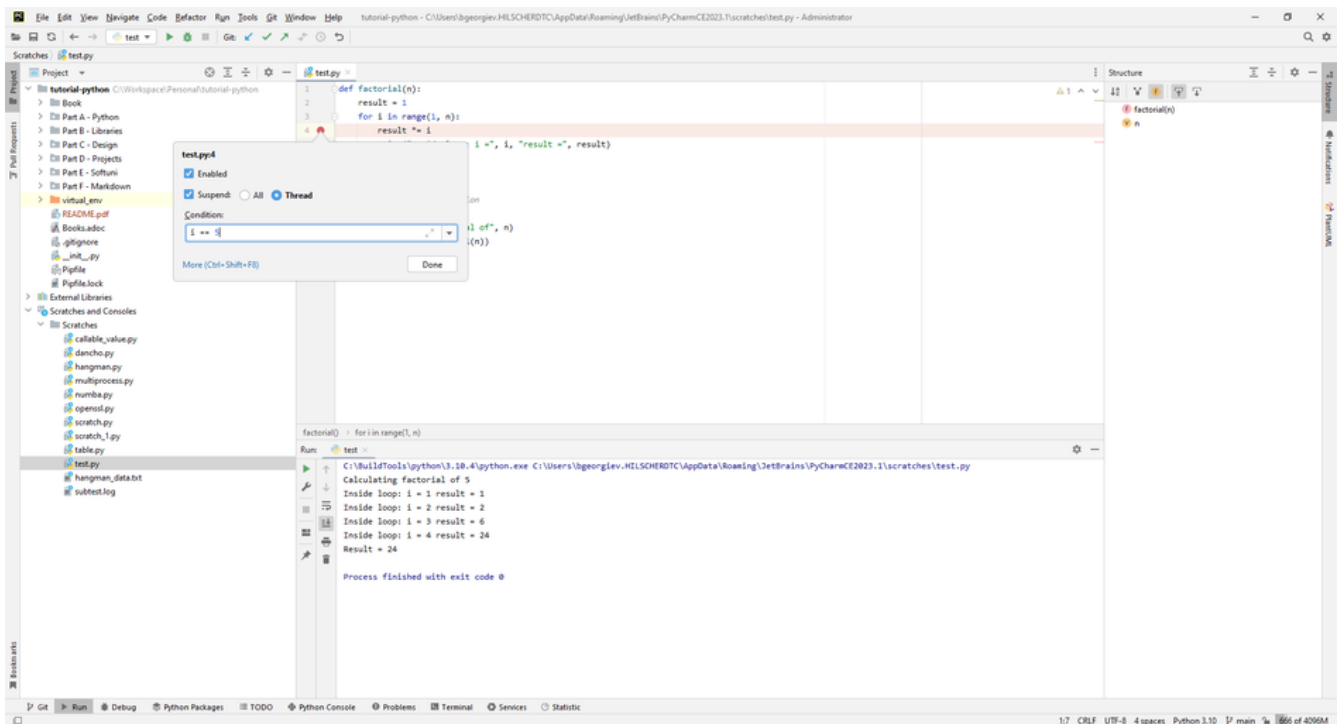 File Edit View Navigate Code Refactor Run Tools Git Window Help tutorial-python - C:\Users\bgeorgiev.HILSCHERDTC\AppData\Roaming\JetBrains\PyCharmCE2023.1\scratches\test.py - Administrator
test Git:
Scratches test.py
Project
test.py
Structure
tutorial-python C:\Workspace\Personal\tutorial-python
Book
Part A - Python
Part B - Libraries
Part C - Design
Part D - Projects
Part E - Softuni
Part F - Markdown
virtual_env
README.pdf
Books.adoc
.gitignore
__init__.py
Pipfile
Pipfile.lock
External Libraries
Scratches and Consoles
Scratches
callable_value.py
dancho.py
hangman.py
multiprocess.py
numba.py
openssl.py
scratch.py
scratch_1.py
table.py
test.py
hangman_data.txt
subtest.log
1 def factorial(n):
2 result = 1
3 for i in range(1, n):
4 result *= i
i =", i, "result =", result)
l of", n)
(n))
1
test.py:4
Enabled
Suspend: All Thread
Condition:
i == 5
More (Ctrl+Shift+F8)
Done
factorial(n)
n
factorial() for i in range(1, n)
Run: test
C:\BuildTools\python\3.10.4\python.exe C:\Users\bgeorgiev.HILSCHERDTC\AppData\Roaming\JetBrains\PyCharmCE2023.1\scratches\test.py
Calculating factorial of 5
Inside loop: i = 1 result = 1
Inside loop: i = 2 result = 2
Inside loop: i = 3 result = 6
Inside loop: i = 4 result = 24
Result = 24
Process finished with exit code 0
Project
Pull Requests
Bookmarks
Structure
Notifications
PlantUML
Git Run Debug Python Packages TODO Python Console Problems Terminal Services Statistic
1:7 CRLF UTF-8 4 spaces Python 3.10 main 666 of 4096M